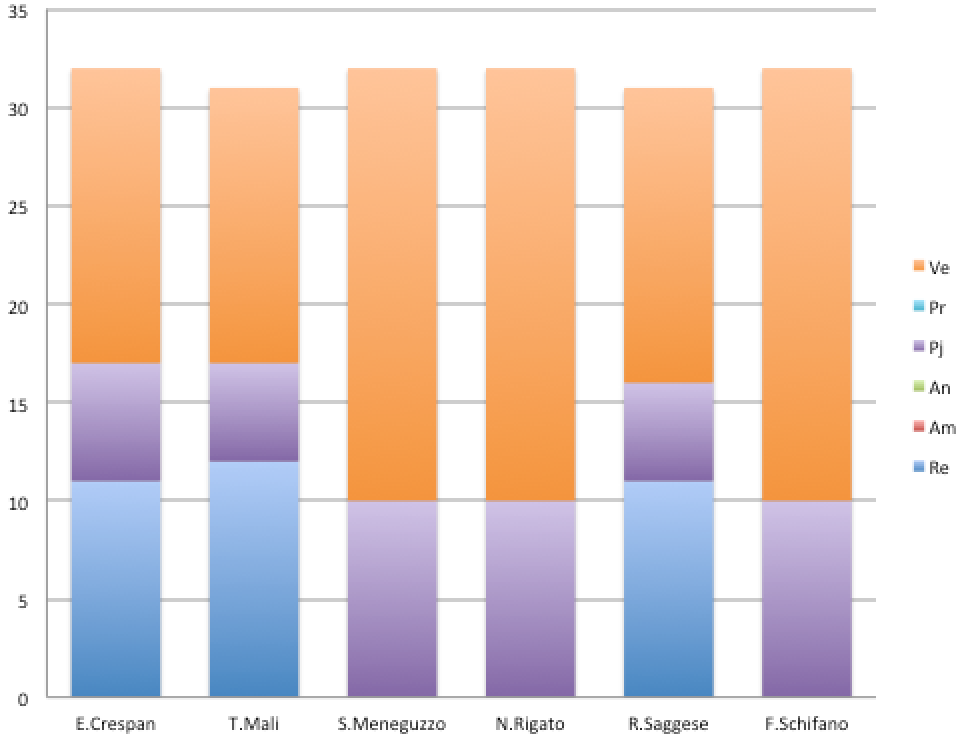 35
30
25
20
15
10
5
0
E.Crespan T.Mali S.Meneguzzo N.Rigato R.Saggese F.Schifano
Ve
Pr
Pj
An
Am
Re